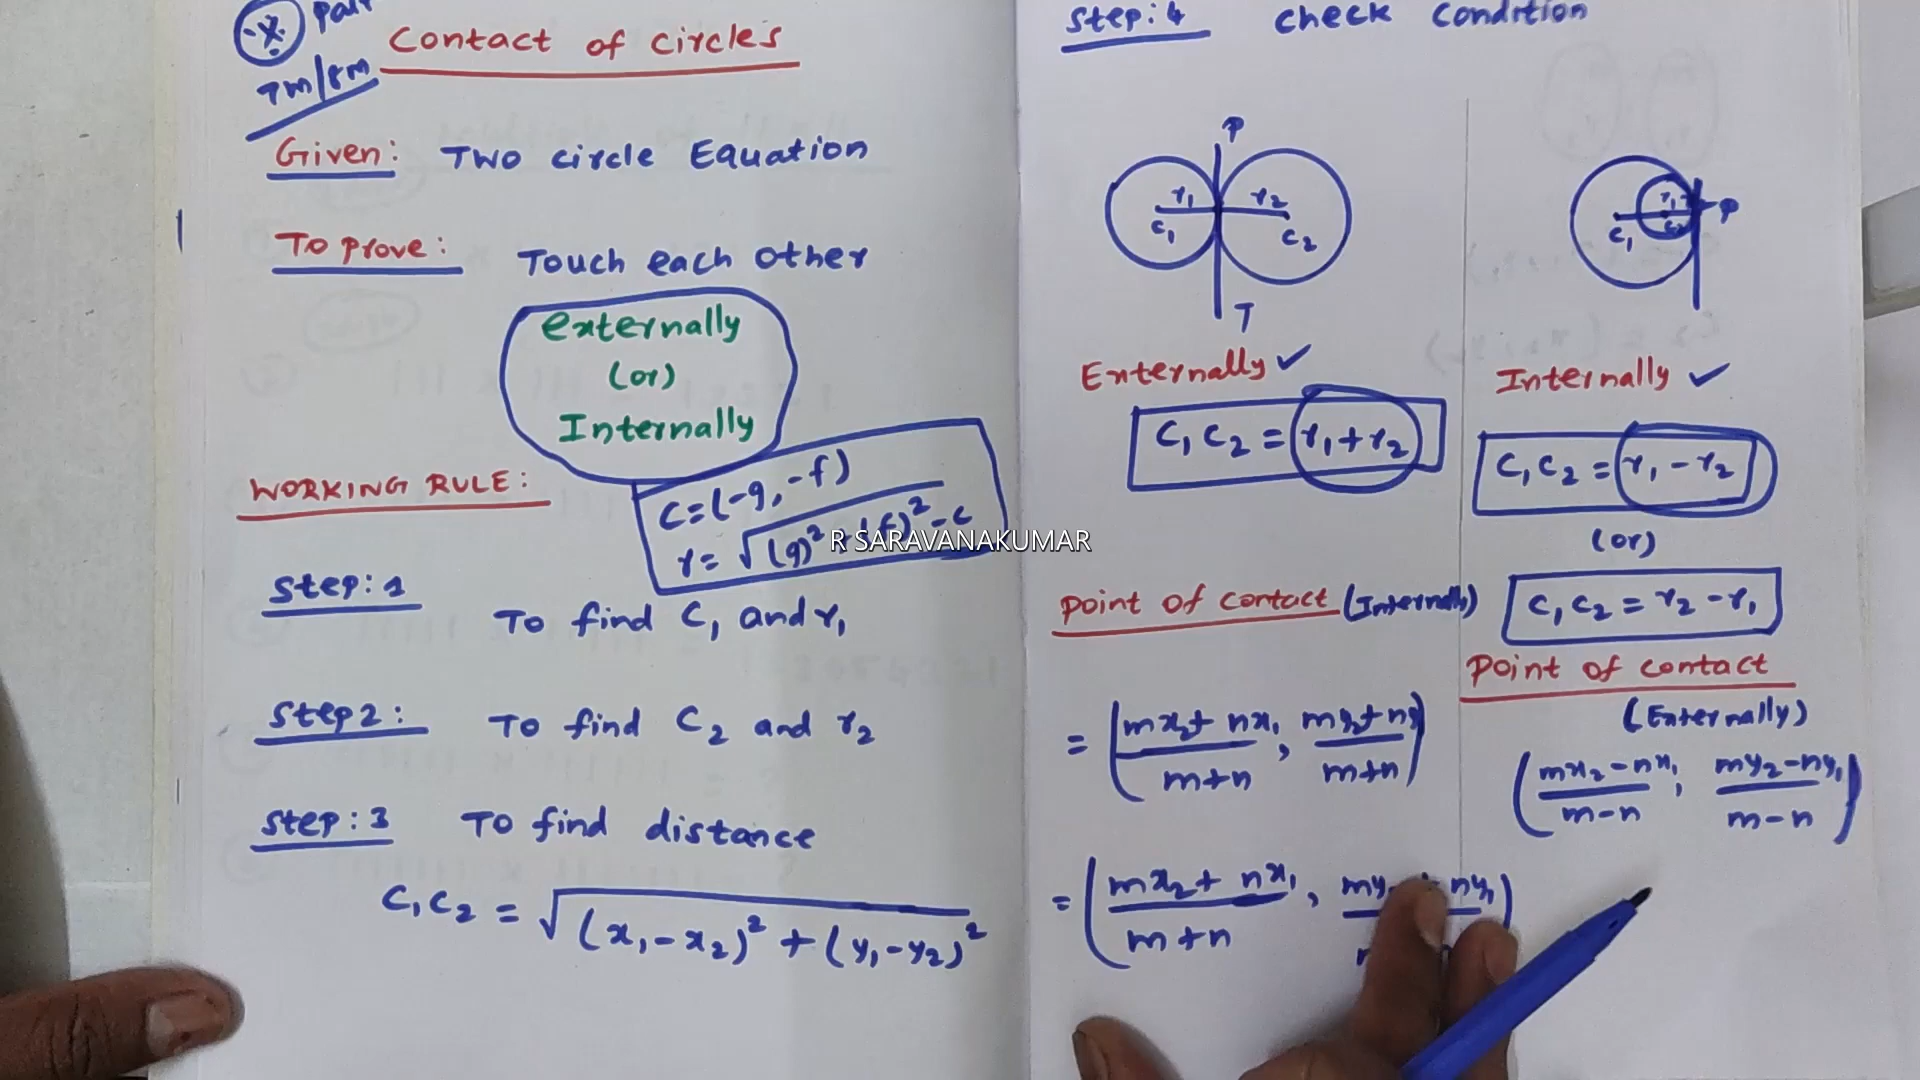 Contact of circles
7m/8m
Given: Two circle Equation
To prove: Touch each other
externally
(or)
Internally
WORKING RULE:
C=(-g,-f)
r= √(g)²+(f)²-c
Step:1 To find C₁ and r₁
Step2: To find C₂ and r₂
Step:3 To find distance
C₁C₂ = √(x₁-x₂)²+(y₁-y₂)²
R SARAVANAKUMAR
Step:4 check condition
P
r₁ r₂
C₁ C₂
T
Externally ✓
C₁C₂ = r₁+r₂
Point of contact (Internally)
= (mx₂+nx₁/m+n, my₂+ny₁/m+n)
= (mx₂+nx₁/m+n,
P
r₁
C₁ C₂
Internally ✓
C₁C₂ = r₁-r₂
(or)
C₁C₂ = r₂-r₁
Point of contact
(Externally)
(mx₂-nx₁/m-n, my₂-ny₁/m-n)